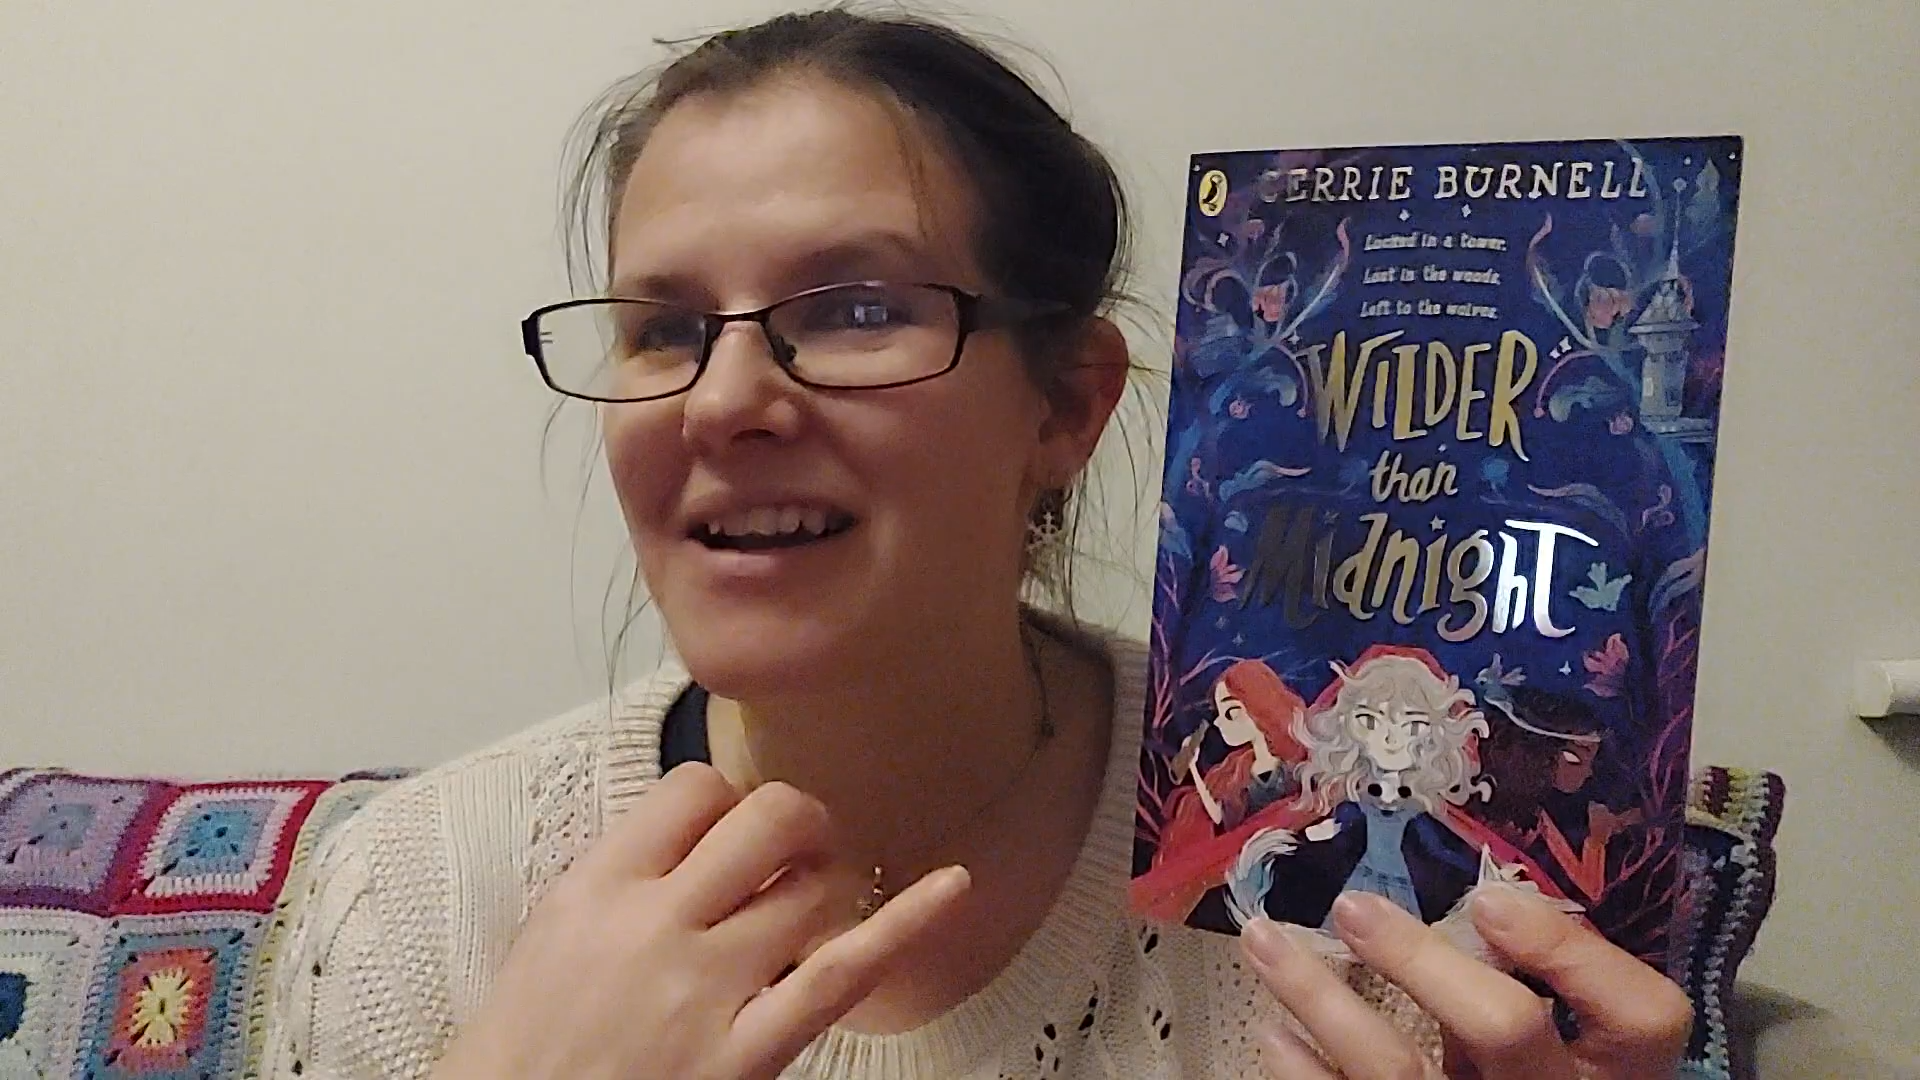 CERRIE BURNELL
Locked in a tower.
Lost in the woods.
Left to the wolves.
WILDER
than
MidnighT